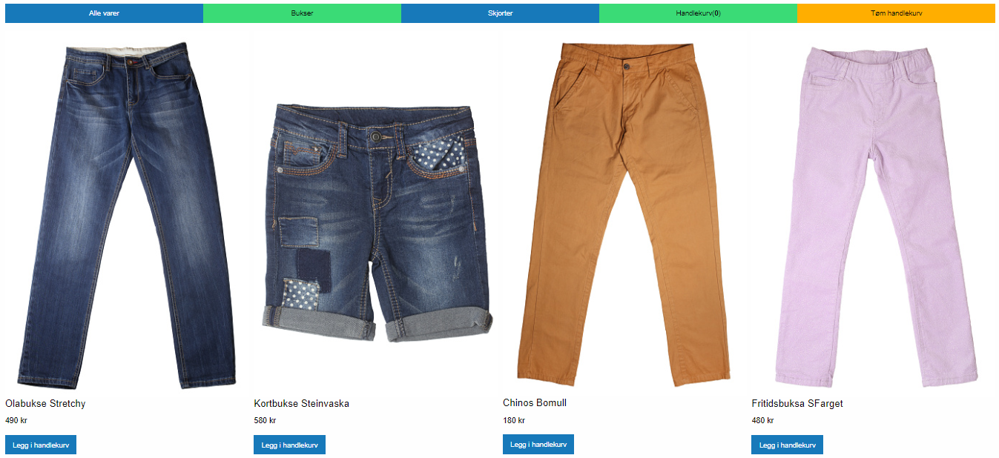 Alle varer
Bukser
Skjorter
Handlekurv(0)
Tøm handlekurv
Olabukse Stretchy
490 kr
Legg i handlekurv
Kortbukse Steinvaska
580 kr
Legg i handlekurv
Chinos Bomull
180 kr
Legg i handlekurv
Fritidsbuksa SFarget
480 kr
Legg i handlekurv